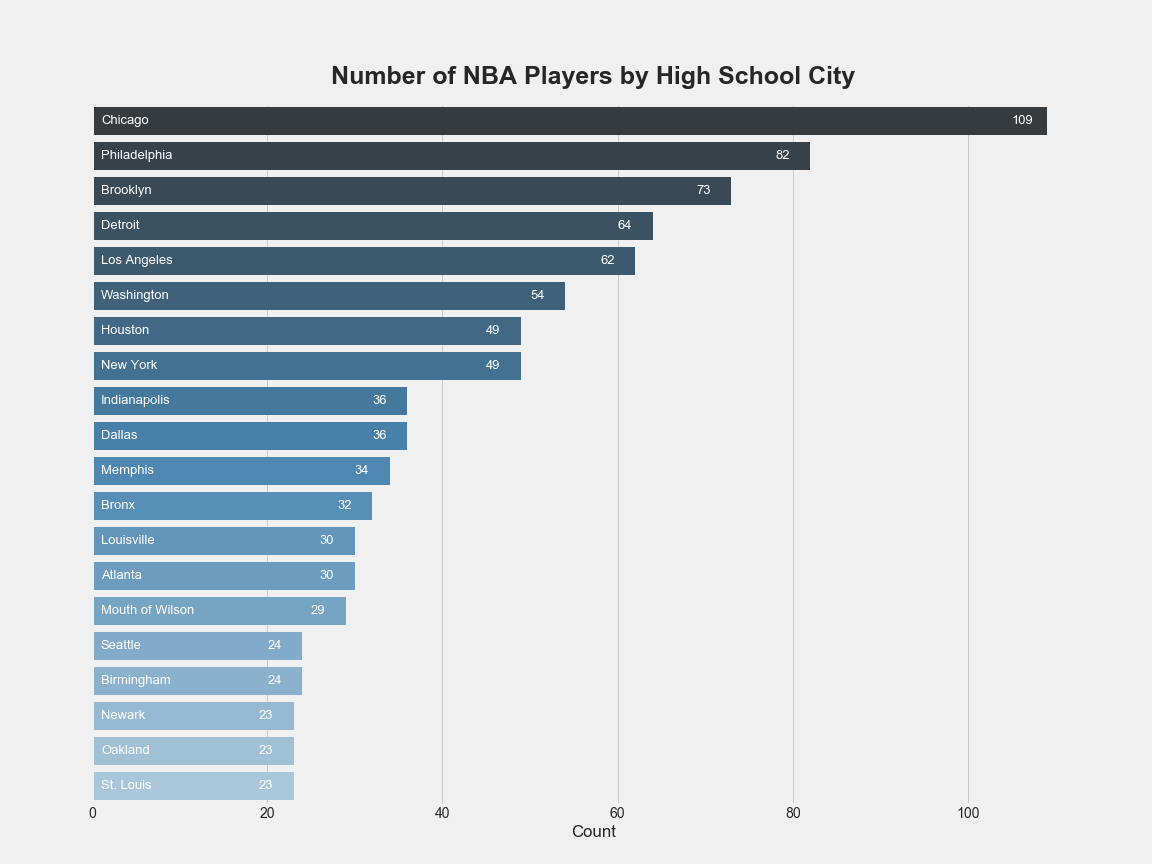 Number of NBA Players by High School City
Chicago 109
Philadelphia 82
Brooklyn 73
Detroit 64
Los Angeles 62
Washington 54
Houston 49
New York 49
Indianapolis 36
Dallas 36
Memphis 34
Bronx 32
Louisville 30
Atlanta 30
Mouth of Wilson 29
Seattle 24
Birmingham 24
Newark 23
Oakland 23
St. Louis 23
0 20 40 60 80 100
Count